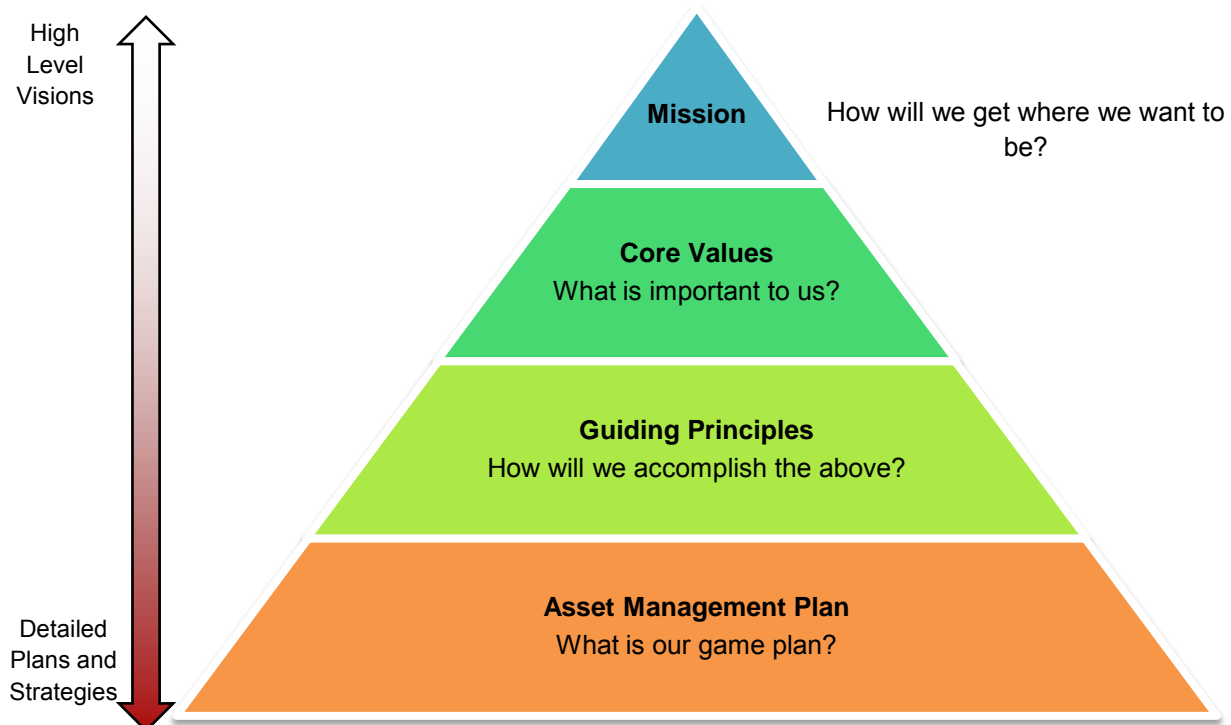 High
Level
Visions
Mission
How will we get where we want to
be?
Core Values
What is important to us?
Guiding Principles
How will we accomplish the above?
Asset Management Plan
What is our game plan?
Detailed
Plans and
Strategies